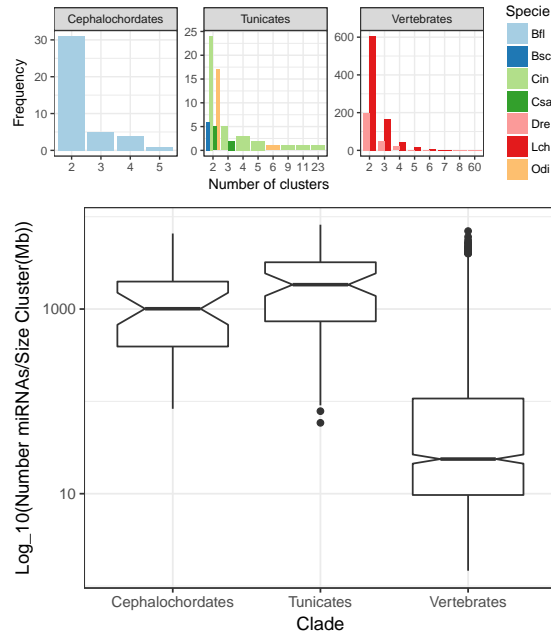 Cephalochordates Tunicates Vertebrates
Specie
Frequency
0
10
20
30
2 3 4 5
0
5
10
15
20
25
2 3 4 5 6 9 11 23
0
200
400
600
2 3 4 5 6 7 8 60
Number of clusters
Bfl
Bsc
Cin
Csa
Dre
Lch
Odi
Log_10(Number miRNAs/Size Cluster(Mb))
1000
10
Cephalochordates Tunicates Vertebrates
Clade